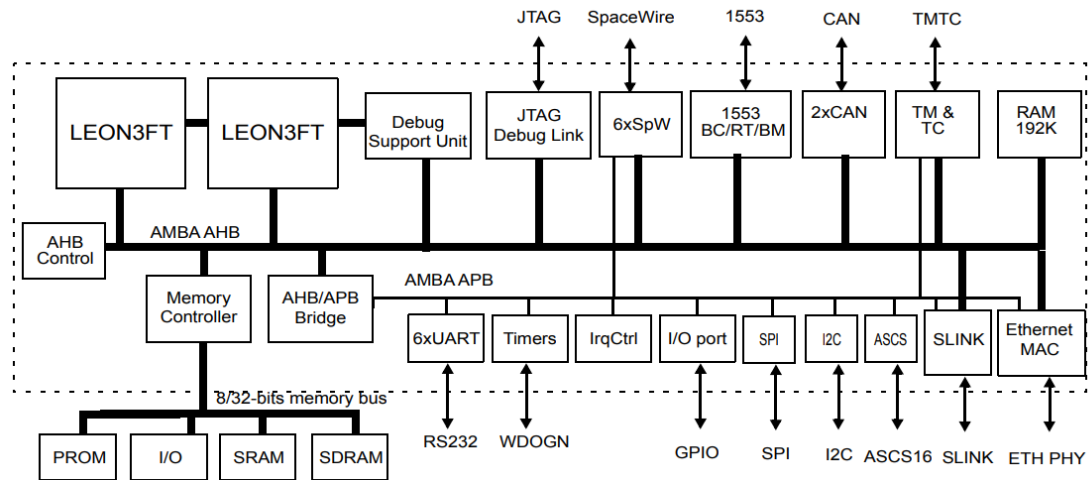 JTAG
SpaceWire
1553
CAN
TMTC
LEON3FT
LEON3FT
Debug
Support Unit
JTAG
Debug Link
6xSpW
1553
BC/RT/BM
2xCAN
TM &
TC
RAM
192K
AHB
Control
AMBA AHB
Memory
Controller
AHB/APB
Bridge
AMBA APB
6xUART
Timers
IrqCtrl
I/O port
SPI
I2C
ASCS
SLINK
Ethernet
MAC
8/32-bits memory bus
RS232
WDOGN
GPIO
SPI
I2C
ASCS16
SLINK
ETH PHY
PROM
I/O
SRAM
SDRAM